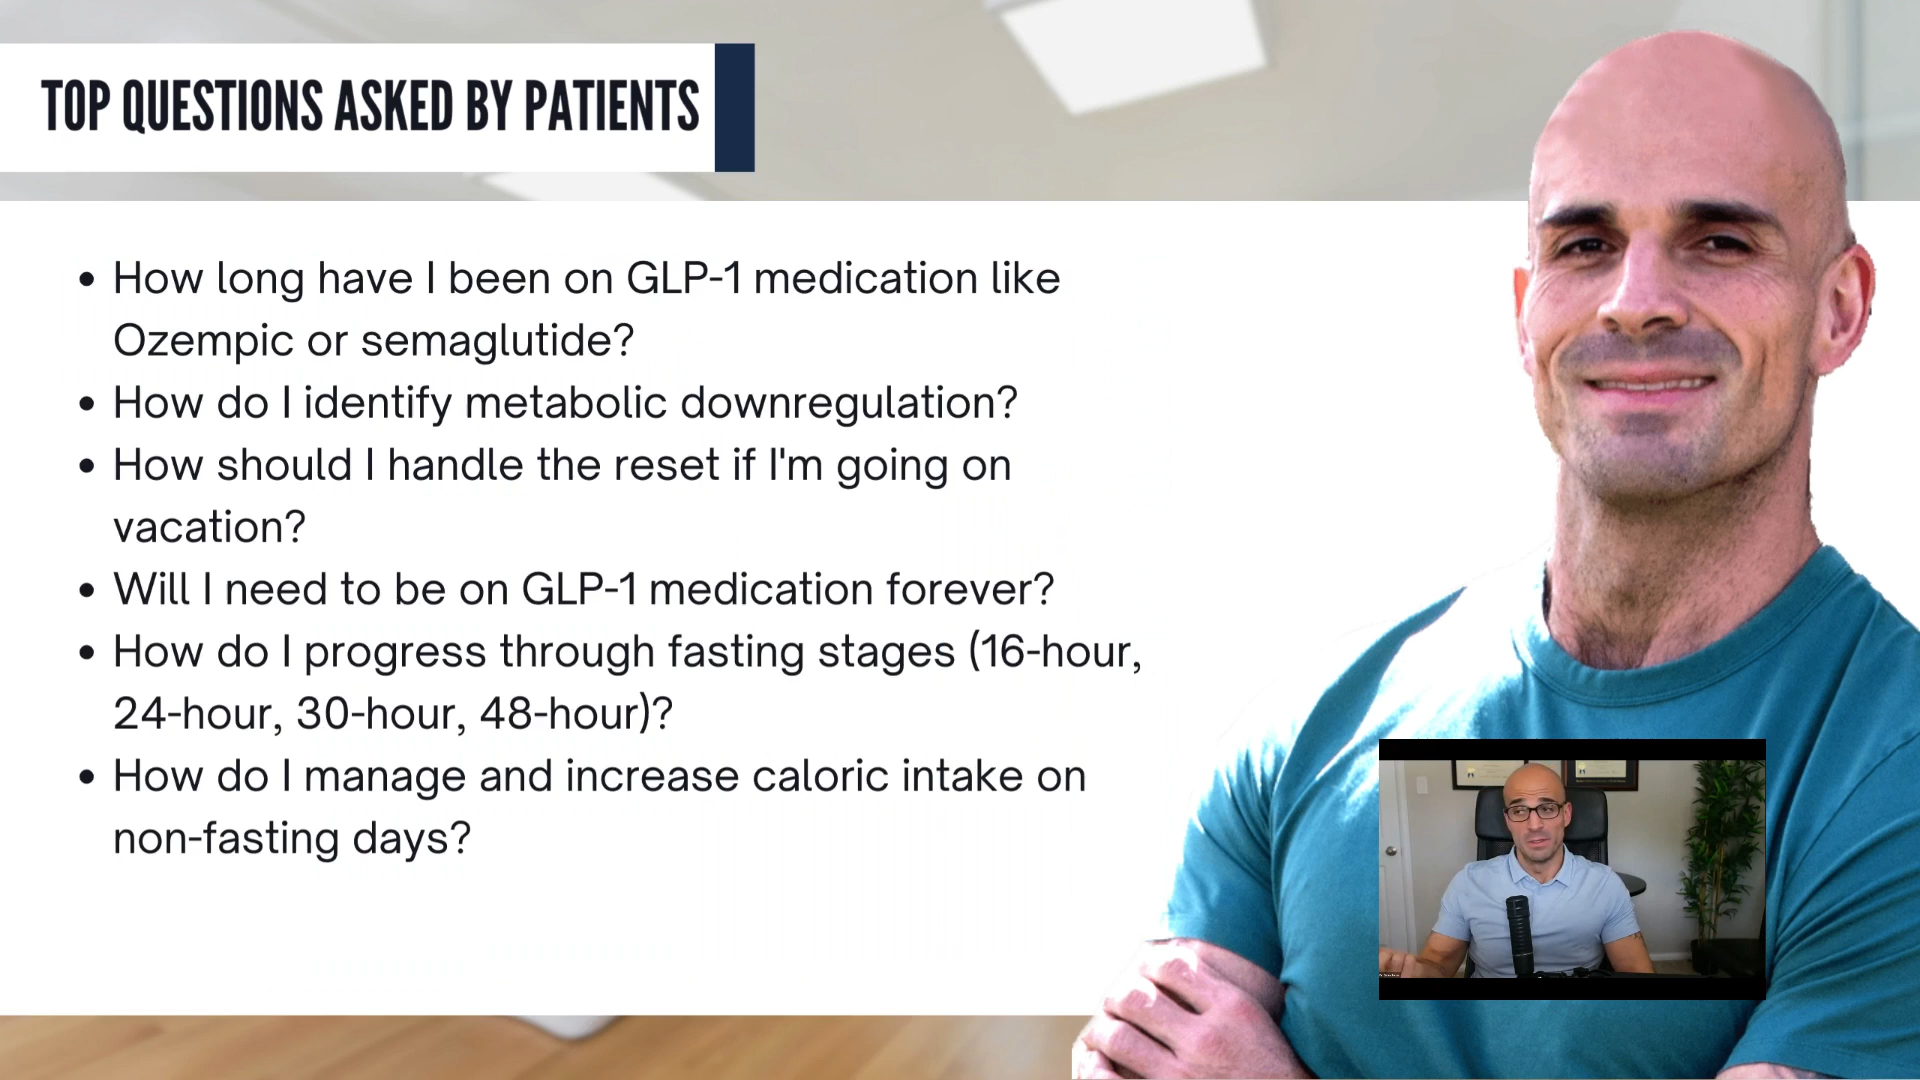 TOP QUESTIONS ASKED BY PATIENTS
• How long have I been on GLP-1 medication like
Ozempic or semaglutide?
• How do I identify metabolic downregulation?
• How should I handle the reset if I'm going on
vacation?
• Will I need to be on GLP-1 medication forever?
• How do I progress through fasting stages (16-hour,
24-hour, 30-hour, 48-hour)?
• How do I manage and increase caloric intake on
non-fasting days?